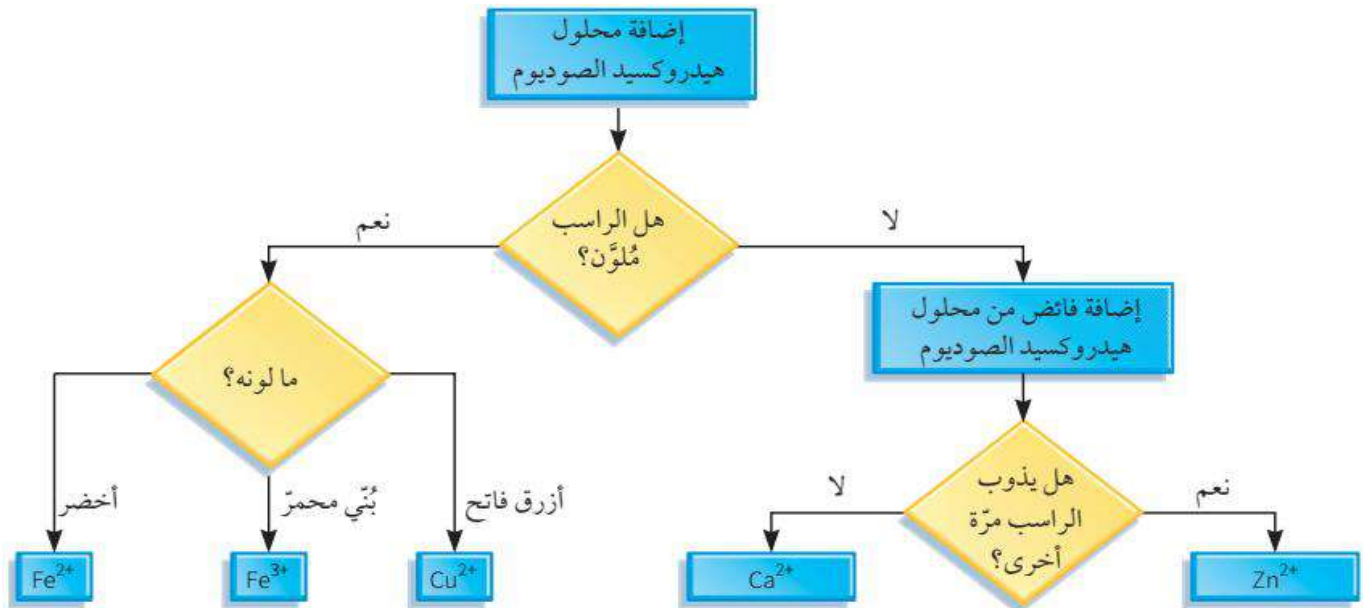 إضافة محلول
هيدروكسيد الصوديوم
هل الراسب
مُلوَّن؟
لا
نعم
إضافة فائض من محلول
هيدروكسيد الصوديوم
ما لونه؟
هل يذوب
الراسب مرّة
أخرى؟
نعم
لا
أزرق فاتح
بُنّي محمرّ
أخضر
Zn²⁺
Ca²⁺
Cu²⁺
Fe³⁺
Fe²⁺